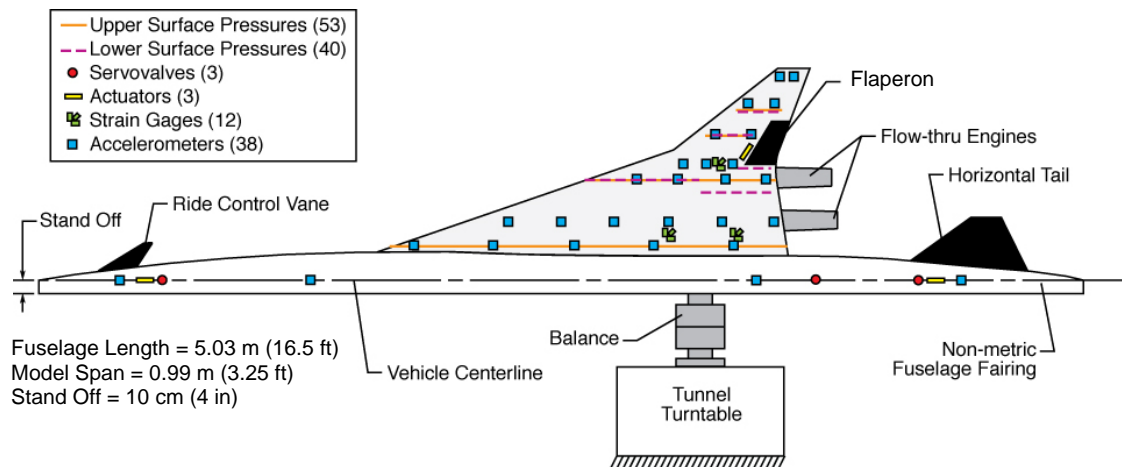 Upper Surface Pressures (53)
Lower Surface Pressures (40)
Servovalves (3)
Actuators (3)
Strain Gages (12)
Accelerometers (38)
Flaperon
Flow-thru Engines
Horizontal Tail
Ride Control Vane
Stand Off
Balance
Non-metric
Fuselage Fairing
Vehicle Centerline
Tunnel
Turntable
Fuselage Length = 5.03 m (16.5 ft)
Model Span = 0.99 m (3.25 ft)
Stand Off = 10 cm (4 in)